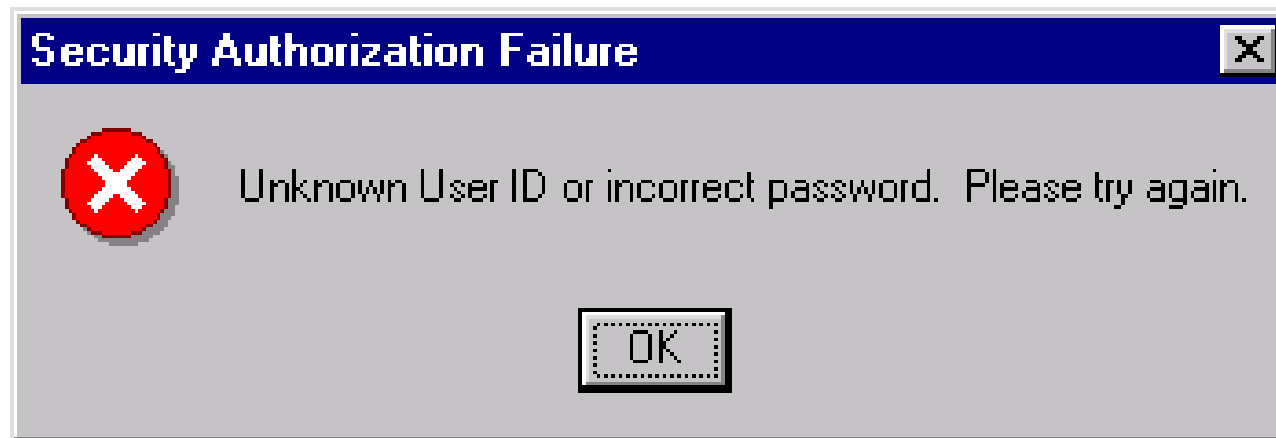 Security Authorization Failure
Unknown User ID or incorrect password.  Please try again.
OK